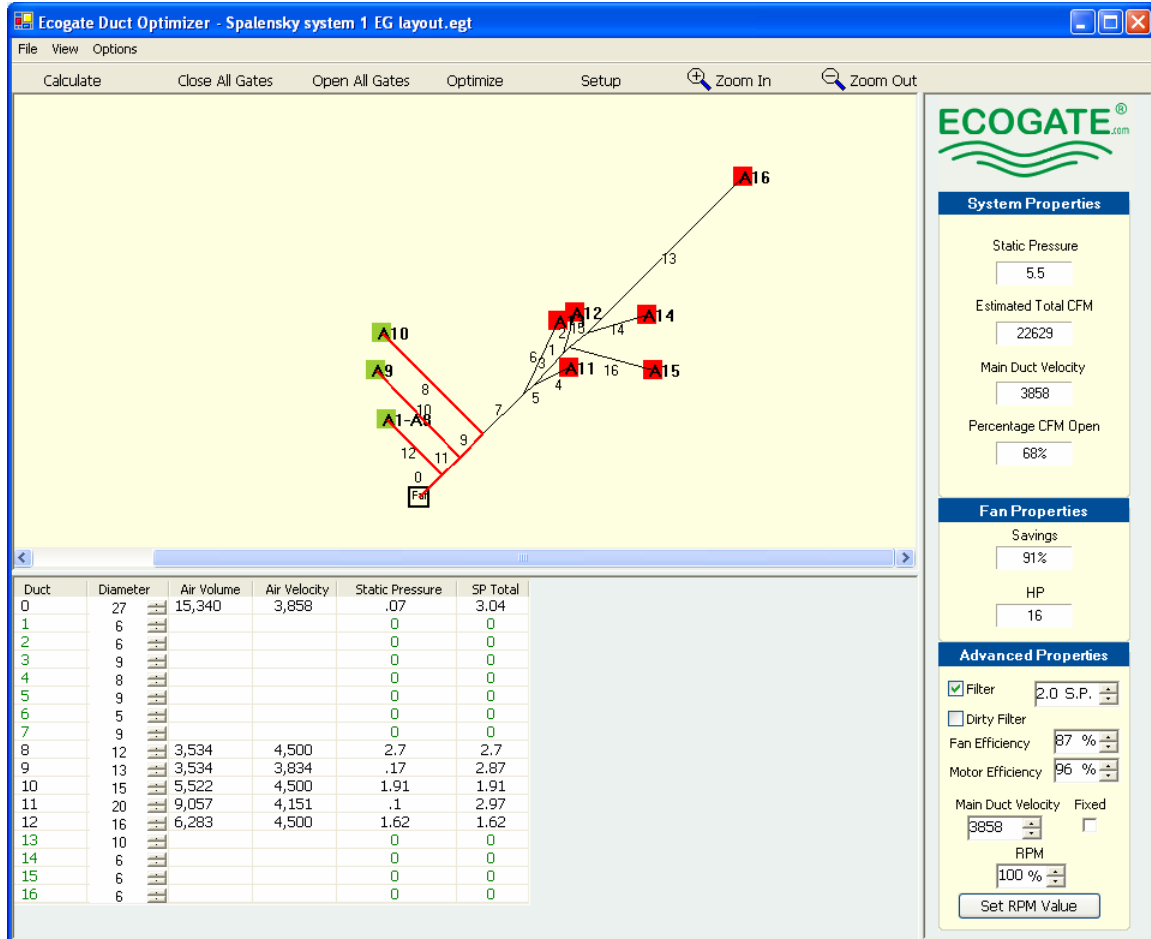 Ecogate Duct Optimizer - Spalensky system 1 EG layout.egt
File View Options
Calculate Close All Gates Open All Gates Optimize Setup Zoom In Zoom Out
A16
13
A12
A14
2 15 14
A10
1
6 3
A11 16 A15
A9
4
8
5
10
7
A1-A8
9
12 11
0
Fan
ECOGATE®.com
System Properties
Static Pressure
5.5
Estimated Total CFM
22629
Main Duct Velocity
3858
Percentage CFM Open
68%
Fan Properties
Savings
91%
HP
16
Advanced Properties
Filter 2.0 S.P.
Dirty Filter
Fan Efficiency 87 %
Motor Efficiency 96 %
Main Duct Velocity Fixed
3858
RPM
100 %
Set RPM Value
Duct Diameter Air Volume Air Velocity Static Pressure SP Total
0 27 15,340 3,858 .07 3.04
1 6 0 0
2 6 0 0
3 9 0 0
4 8 0 0
5 9 0 0
6 5 0 0
7 9 0 0
8 12 3,534 4,500 2.7 2.7
9 13 3,534 3,834 .17 2.87
10 15 5,522 4,500 1.91 1.91
11 20 9,057 4,151 .1 2.97
12 16 6,283 4,500 1.62 1.62
13 10 0 0
14 6 0 0
15 6 0 0
16 6 0 0